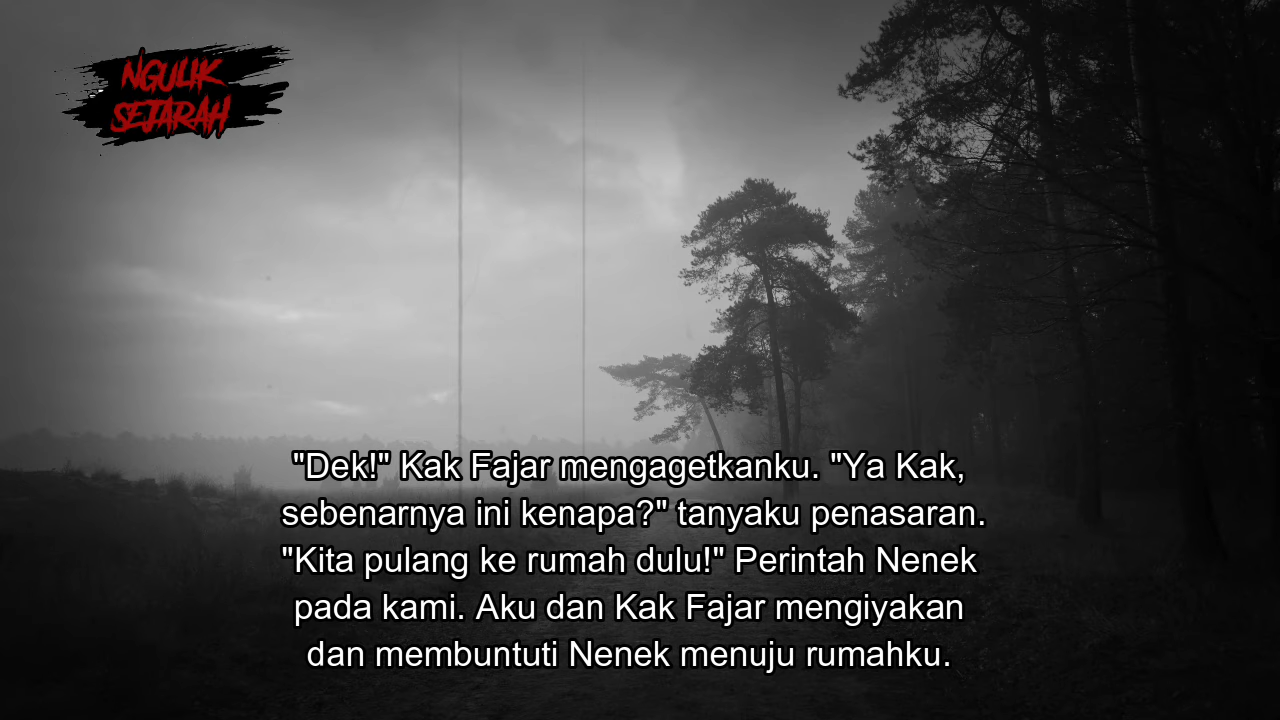 NGULIK
SEJARAH
"Dek!" Kak Fajar mengagetkanku. "Ya Kak,
sebenarnya ini kenapa?" tanyaku penasaran.
"Kita pulang ke rumah dulu!" Perintah Nenek
pada kami. Aku dan Kak Fajar mengiyakan
dan membuntuti Nenek menuju rumahku.